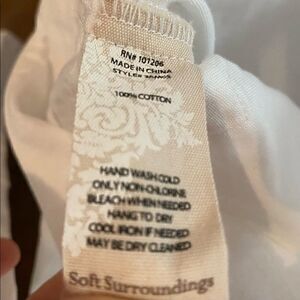 RN# 101206
MADE IN CHINA
STYLE#
100% COTTON
HAND WASH COLD
ONLY NON-CHLORINE
BLEACH WHEN NEEDED
HANG TO DRY
COOL IRON IF NEEDED
MAY BE DRY CLEANED
Soft Surroundings